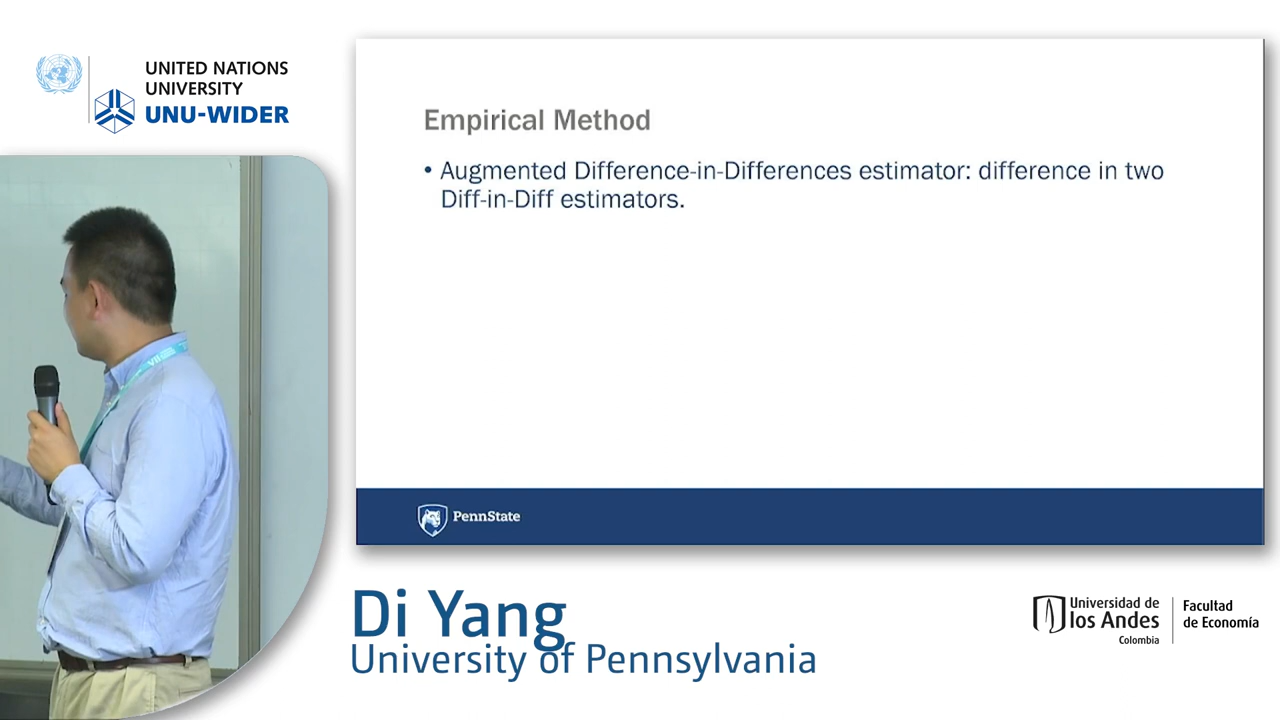 UNITED NATIONS
UNIVERSITY
UNU-WIDER
Empirical Method
• Augmented Difference-in-Differences estimator: difference in two
Diff-in-Diff estimators.
PennState
Di Yang
University of Pennsylvania
Universidad de
los Andes
Colombia
Facultad
de Economía
VII